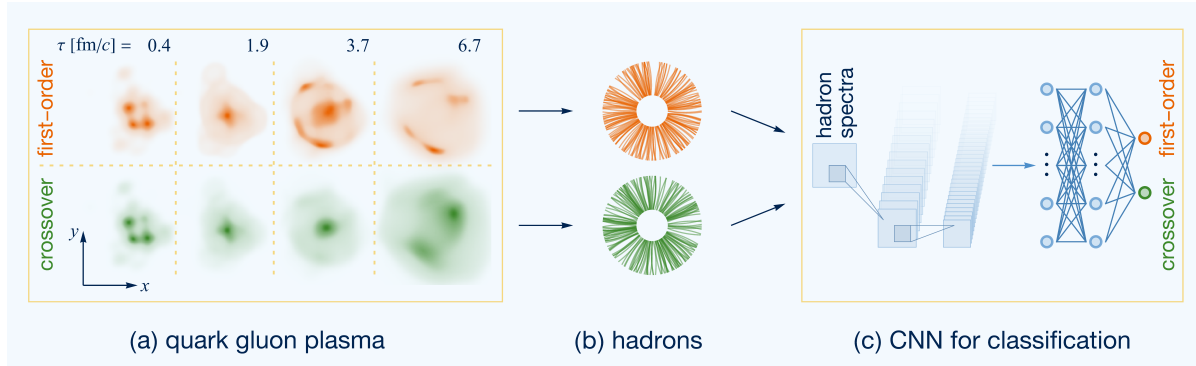 τ [fm/c] = 0.4 1.9 3.7 6.7
first−order
crossover
y
x
(a) quark gluon plasma
(b) hadrons
hadron
spectra
first−order
crossover
(c) CNN for classification